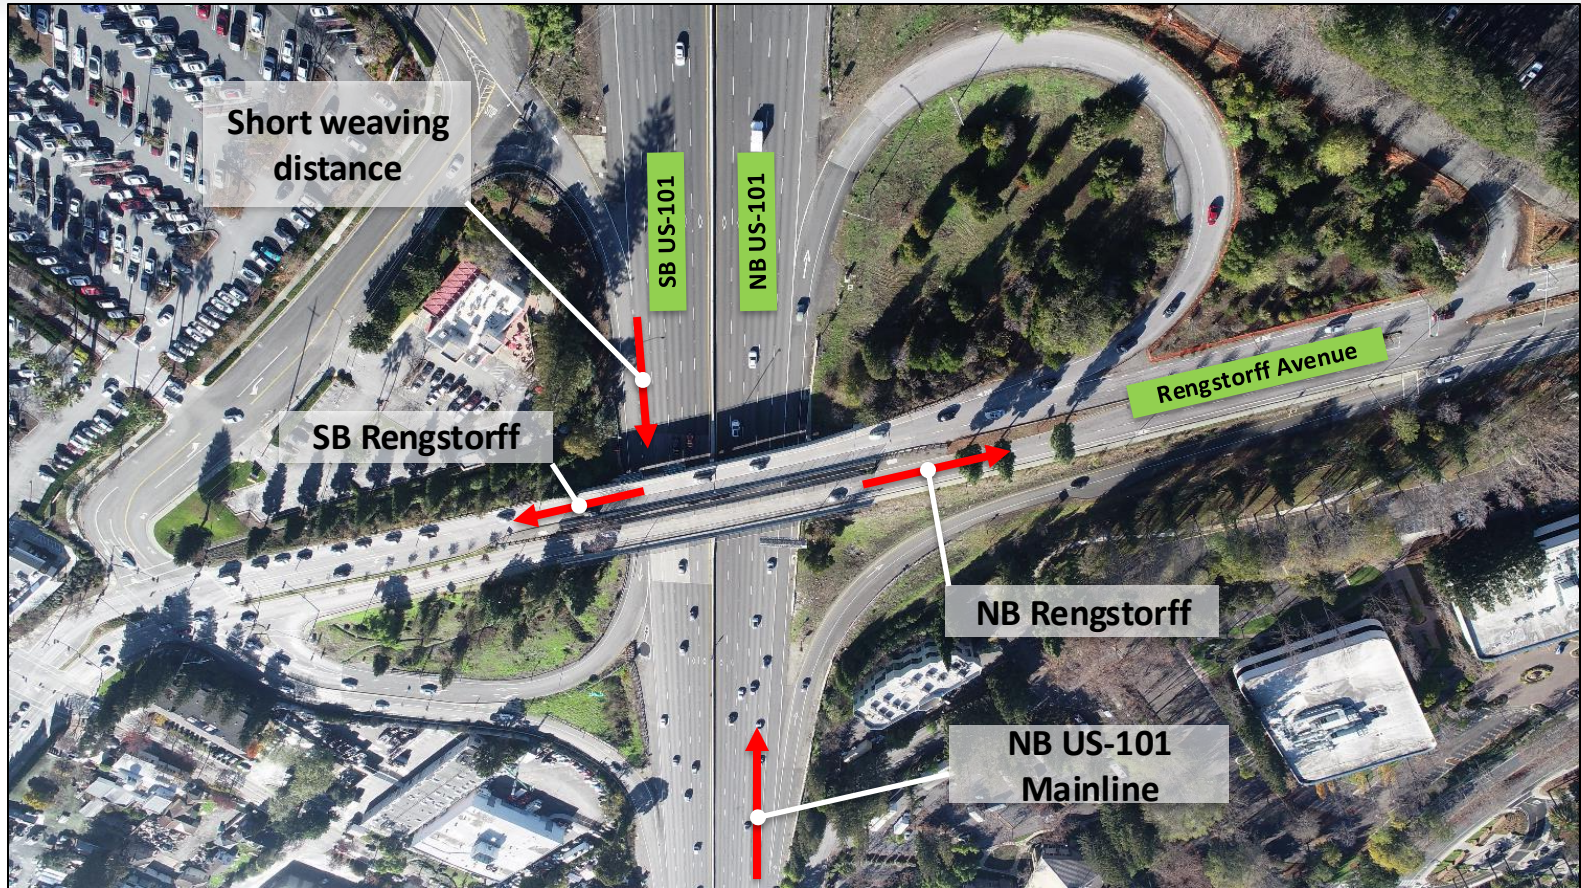 Short weaving
distance
SB US-101
NB US-101
Rengstorff Avenue
SB Rengstorff
NB Rengstorff
NB US-101
Mainline